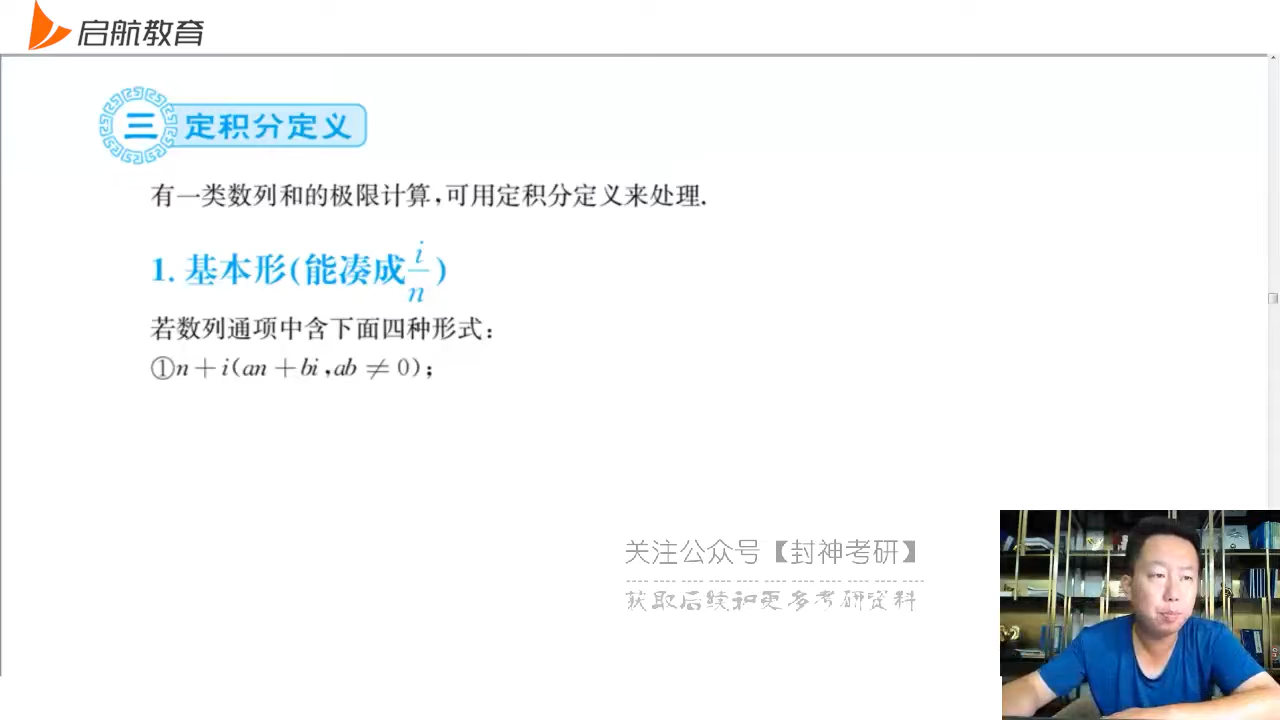 启航教育
三 定积分定义
有一类数列和的极限计算,可用定积分定义来处理.
1. 基本形(能凑成i/n)
若数列通项中含下面四种形式:
①n+i(an+bi,ab≠0);
关注公众号【封神考研】
获取后续和更多考研资料